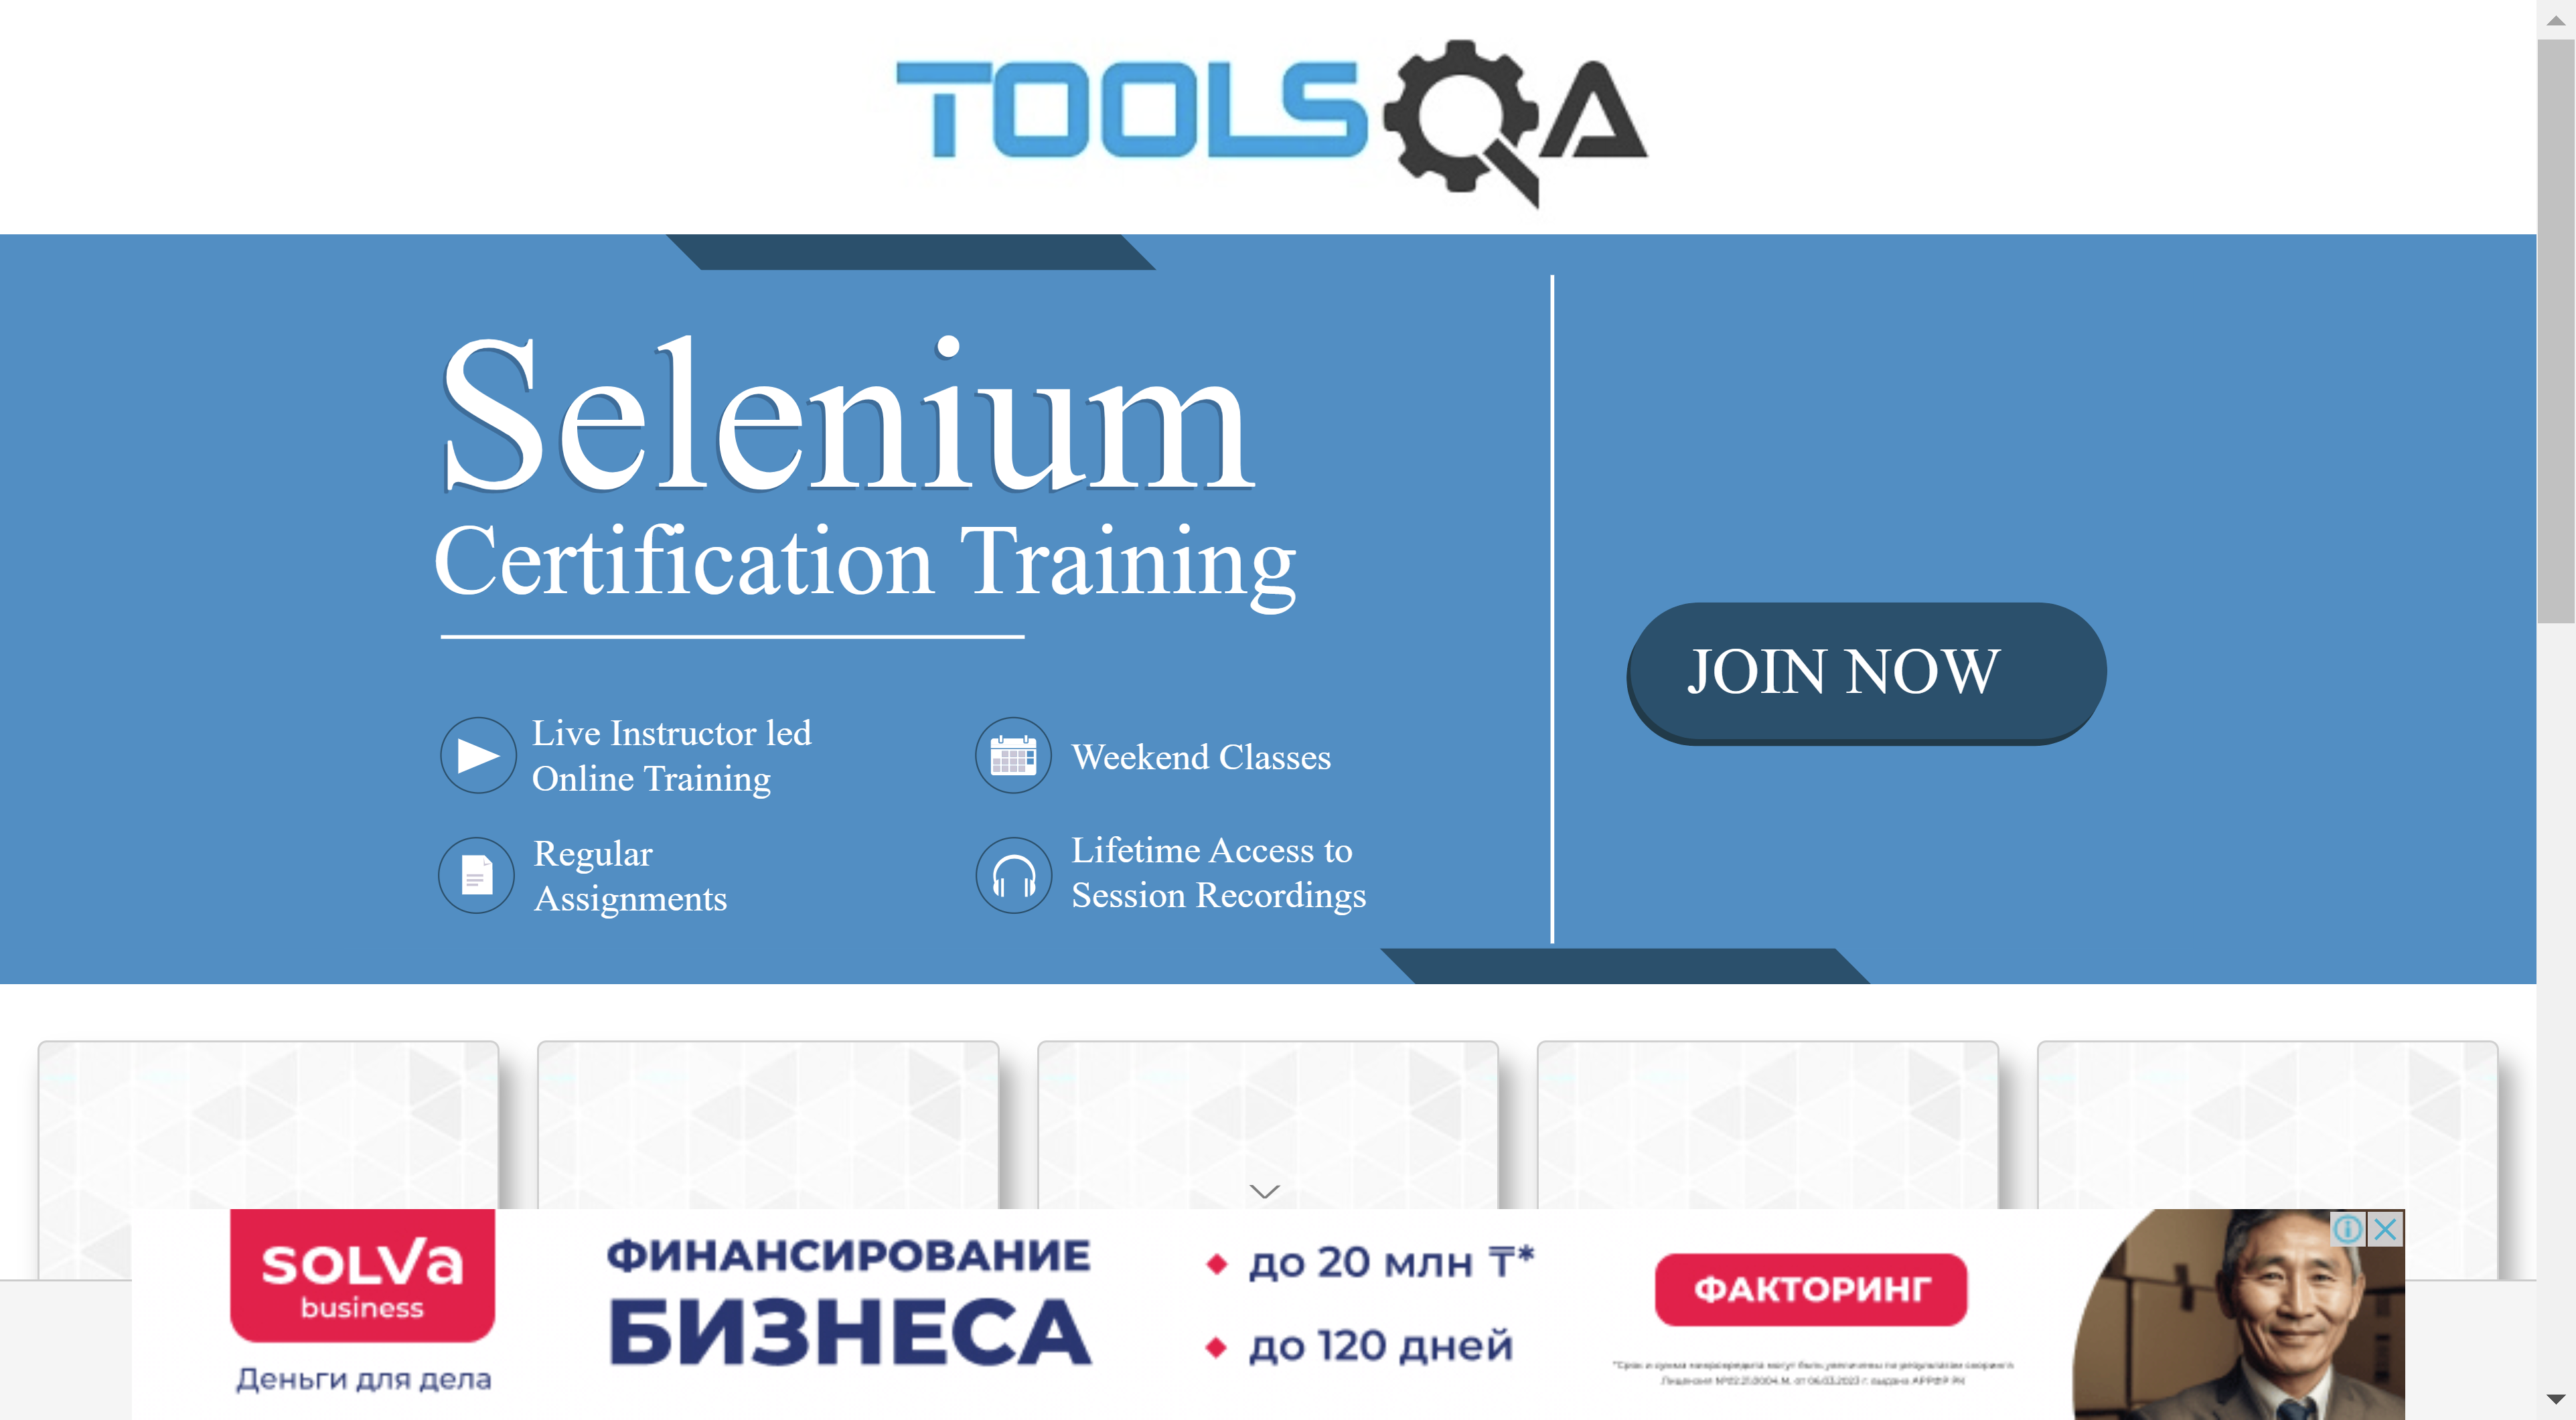 TOOLSQA
Selenium
Certification Training
JOIN NOW
Live Instructor led
Online Training
Weekend Classes
Regular
Assignments
Lifetime Access to
Session Recordings
solva
business
Деньги для дела
ФИНАНСИРОВАНИЕ
БИЗНЕСА
до 20 млн ₸*
до 120 дней
ФАКТОРИНГ